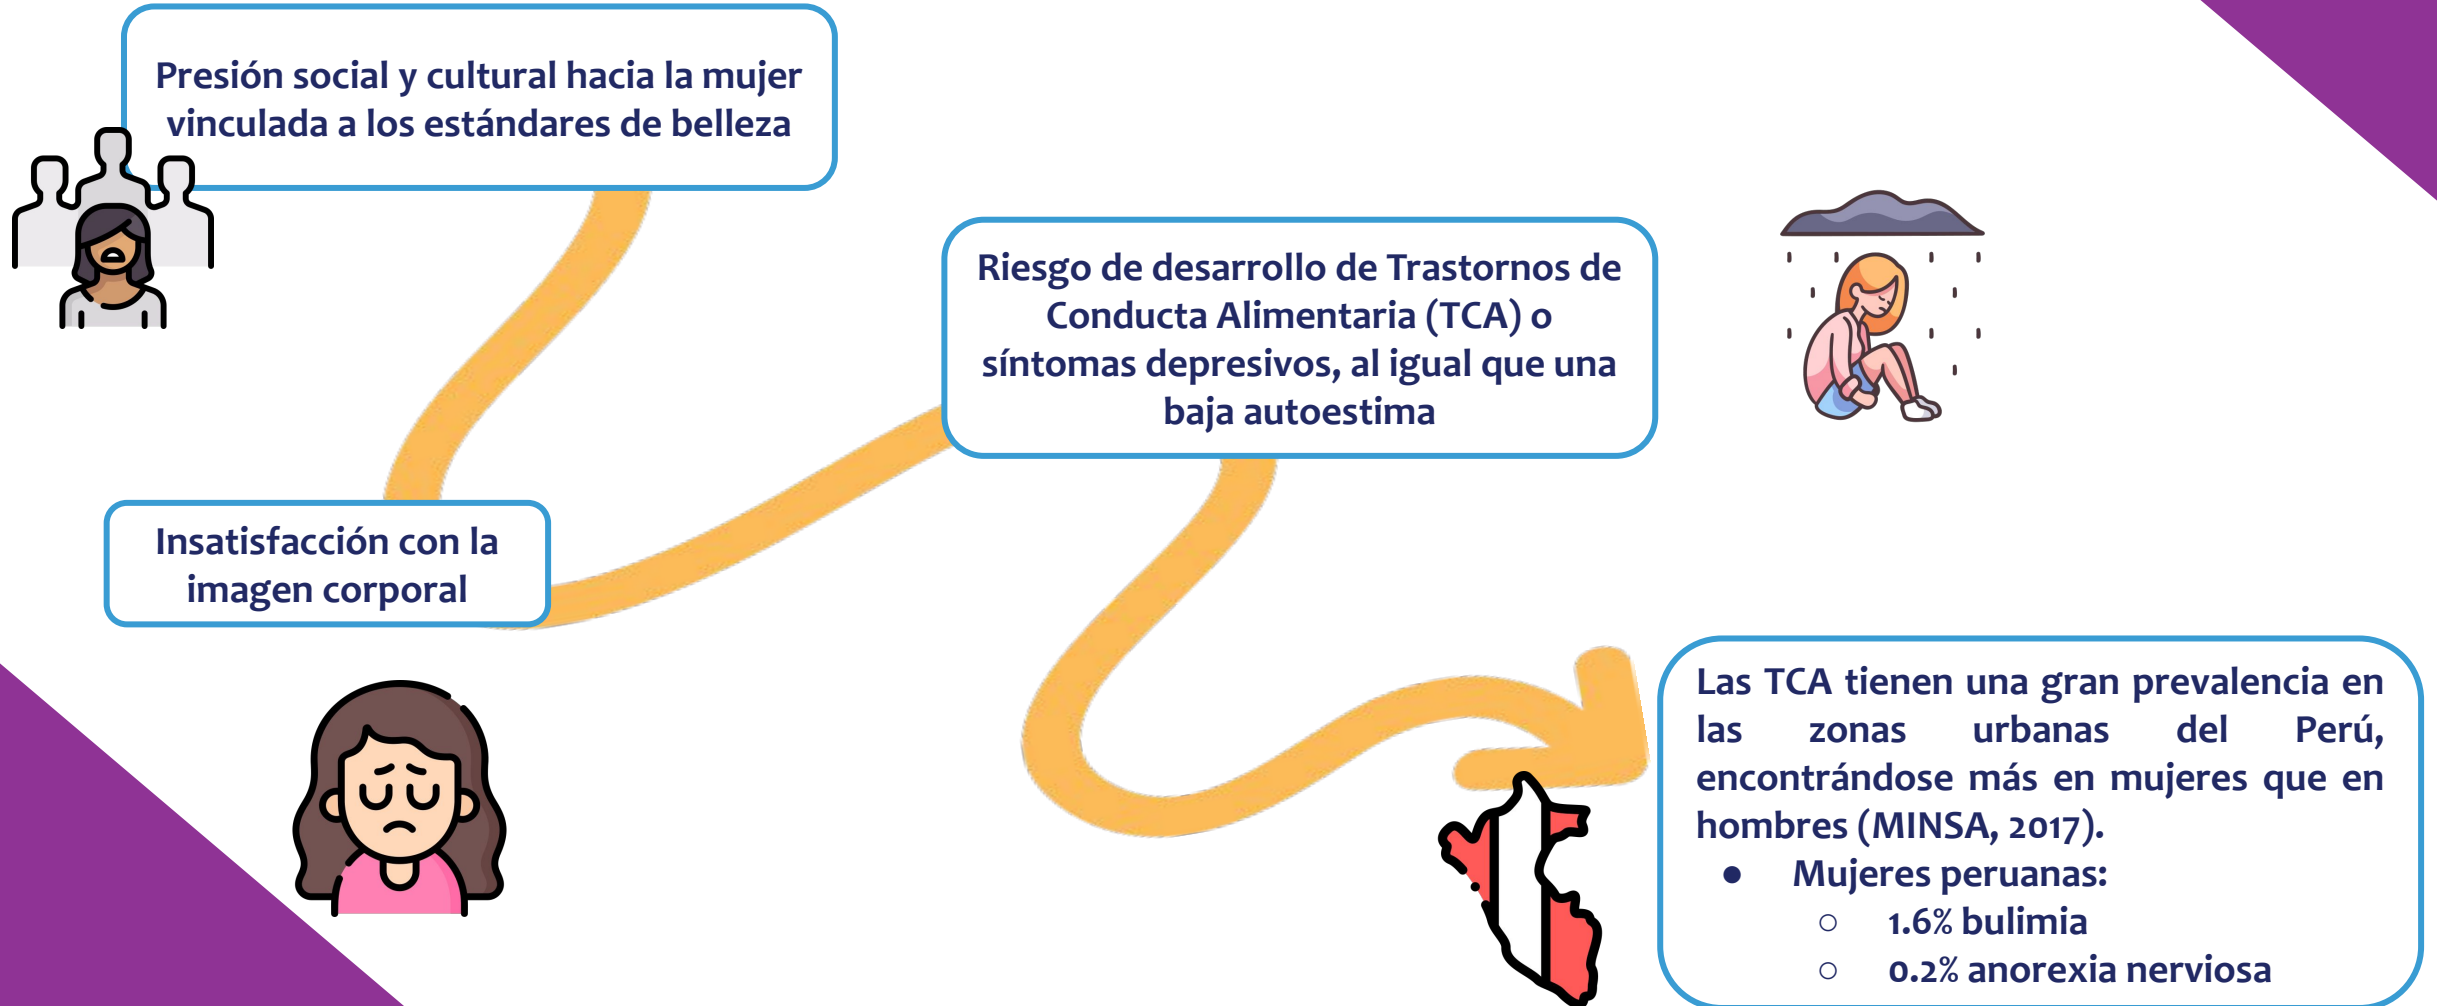 Presión social y cultural hacia la mujer
vinculada a los estándares de belleza
Insatisfacción con la
imagen corporal
Riesgo de desarrollo de Trastornos de
Conducta Alimentaria (TCA) o
síntomas depresivos, al igual que una
baja autoestima
Las TCA tienen una gran prevalencia en
las zonas urbanas del Perú,
encontrándose más en mujeres que en
hombres (MINSA, 2017).
● Mujeres peruanas:
○ 1.6% bulimia
○ 0.2% anorexia nerviosa